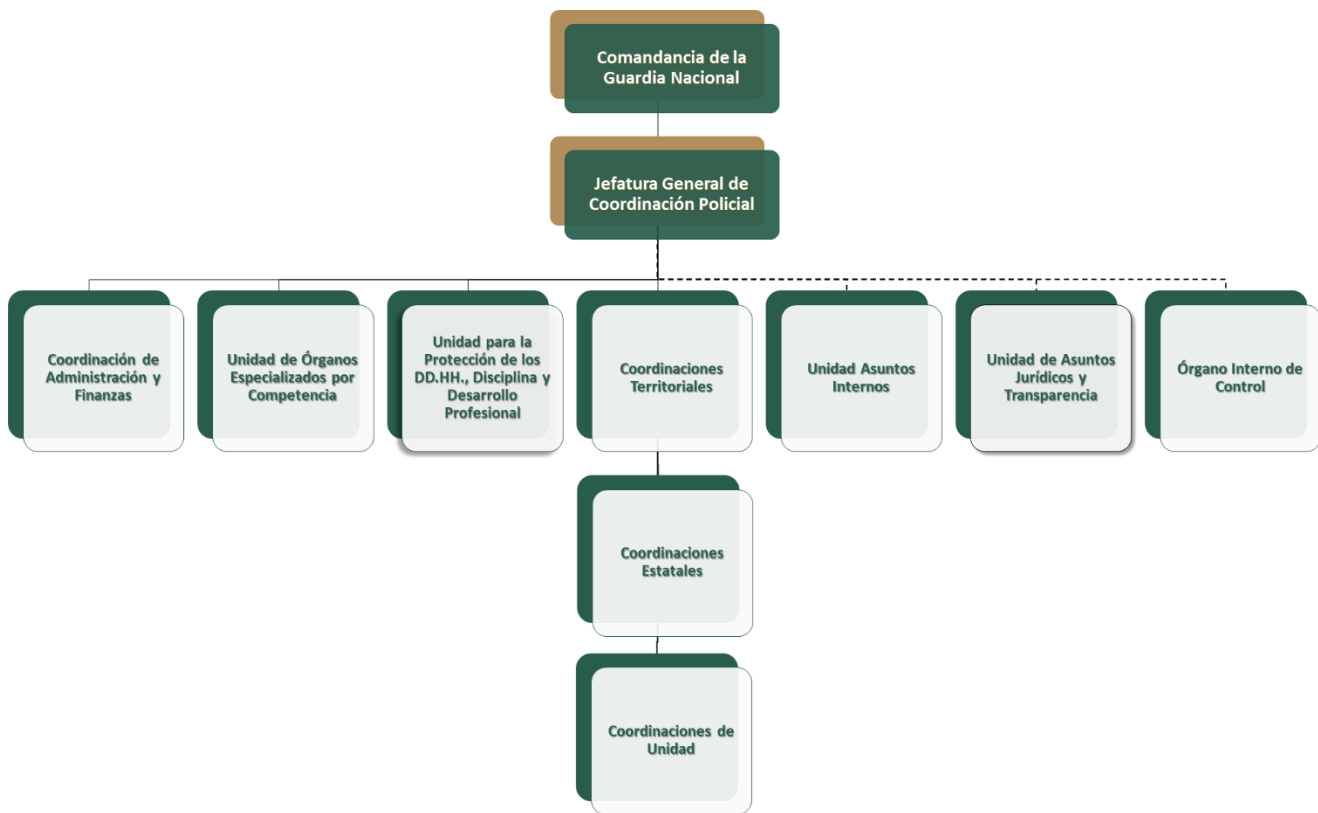 Comandancia de la
Guardia Nacional
Jefatura General de
Coordinación Policial
Coordinación de
Administración y
Finanzas
Unidad de Órganos
Especializados por
Competencia
Unidad para la
Protección de los
DD.HH., Disciplina y
Desarrollo
Profesional
Coordinaciones
Territoriales
Unidad Asuntos
Internos
Unidad de Asuntos
Jurídicos y
Transparencia
Órgano Interno de
Control
Coordinaciones
Estatales
Coordinaciones de
Unidad